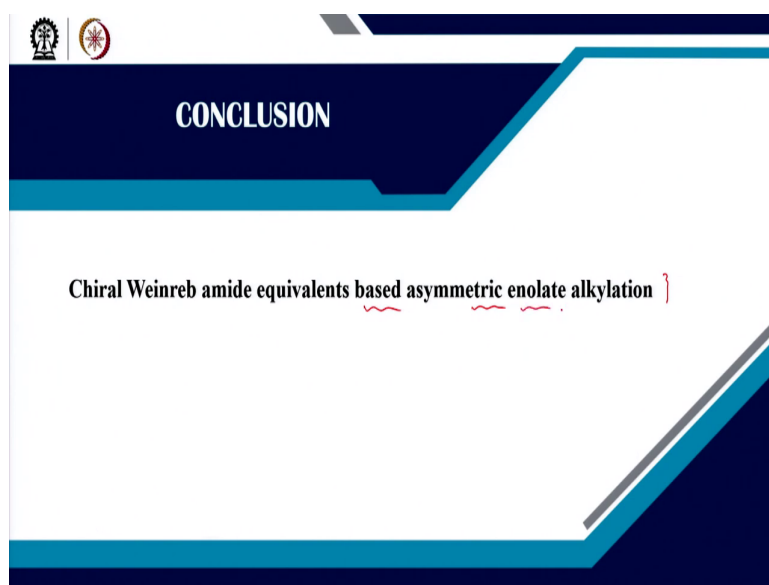 CONCLUSION
Chiral Weinreb amide equivalents based asymmetric enolate alkylation